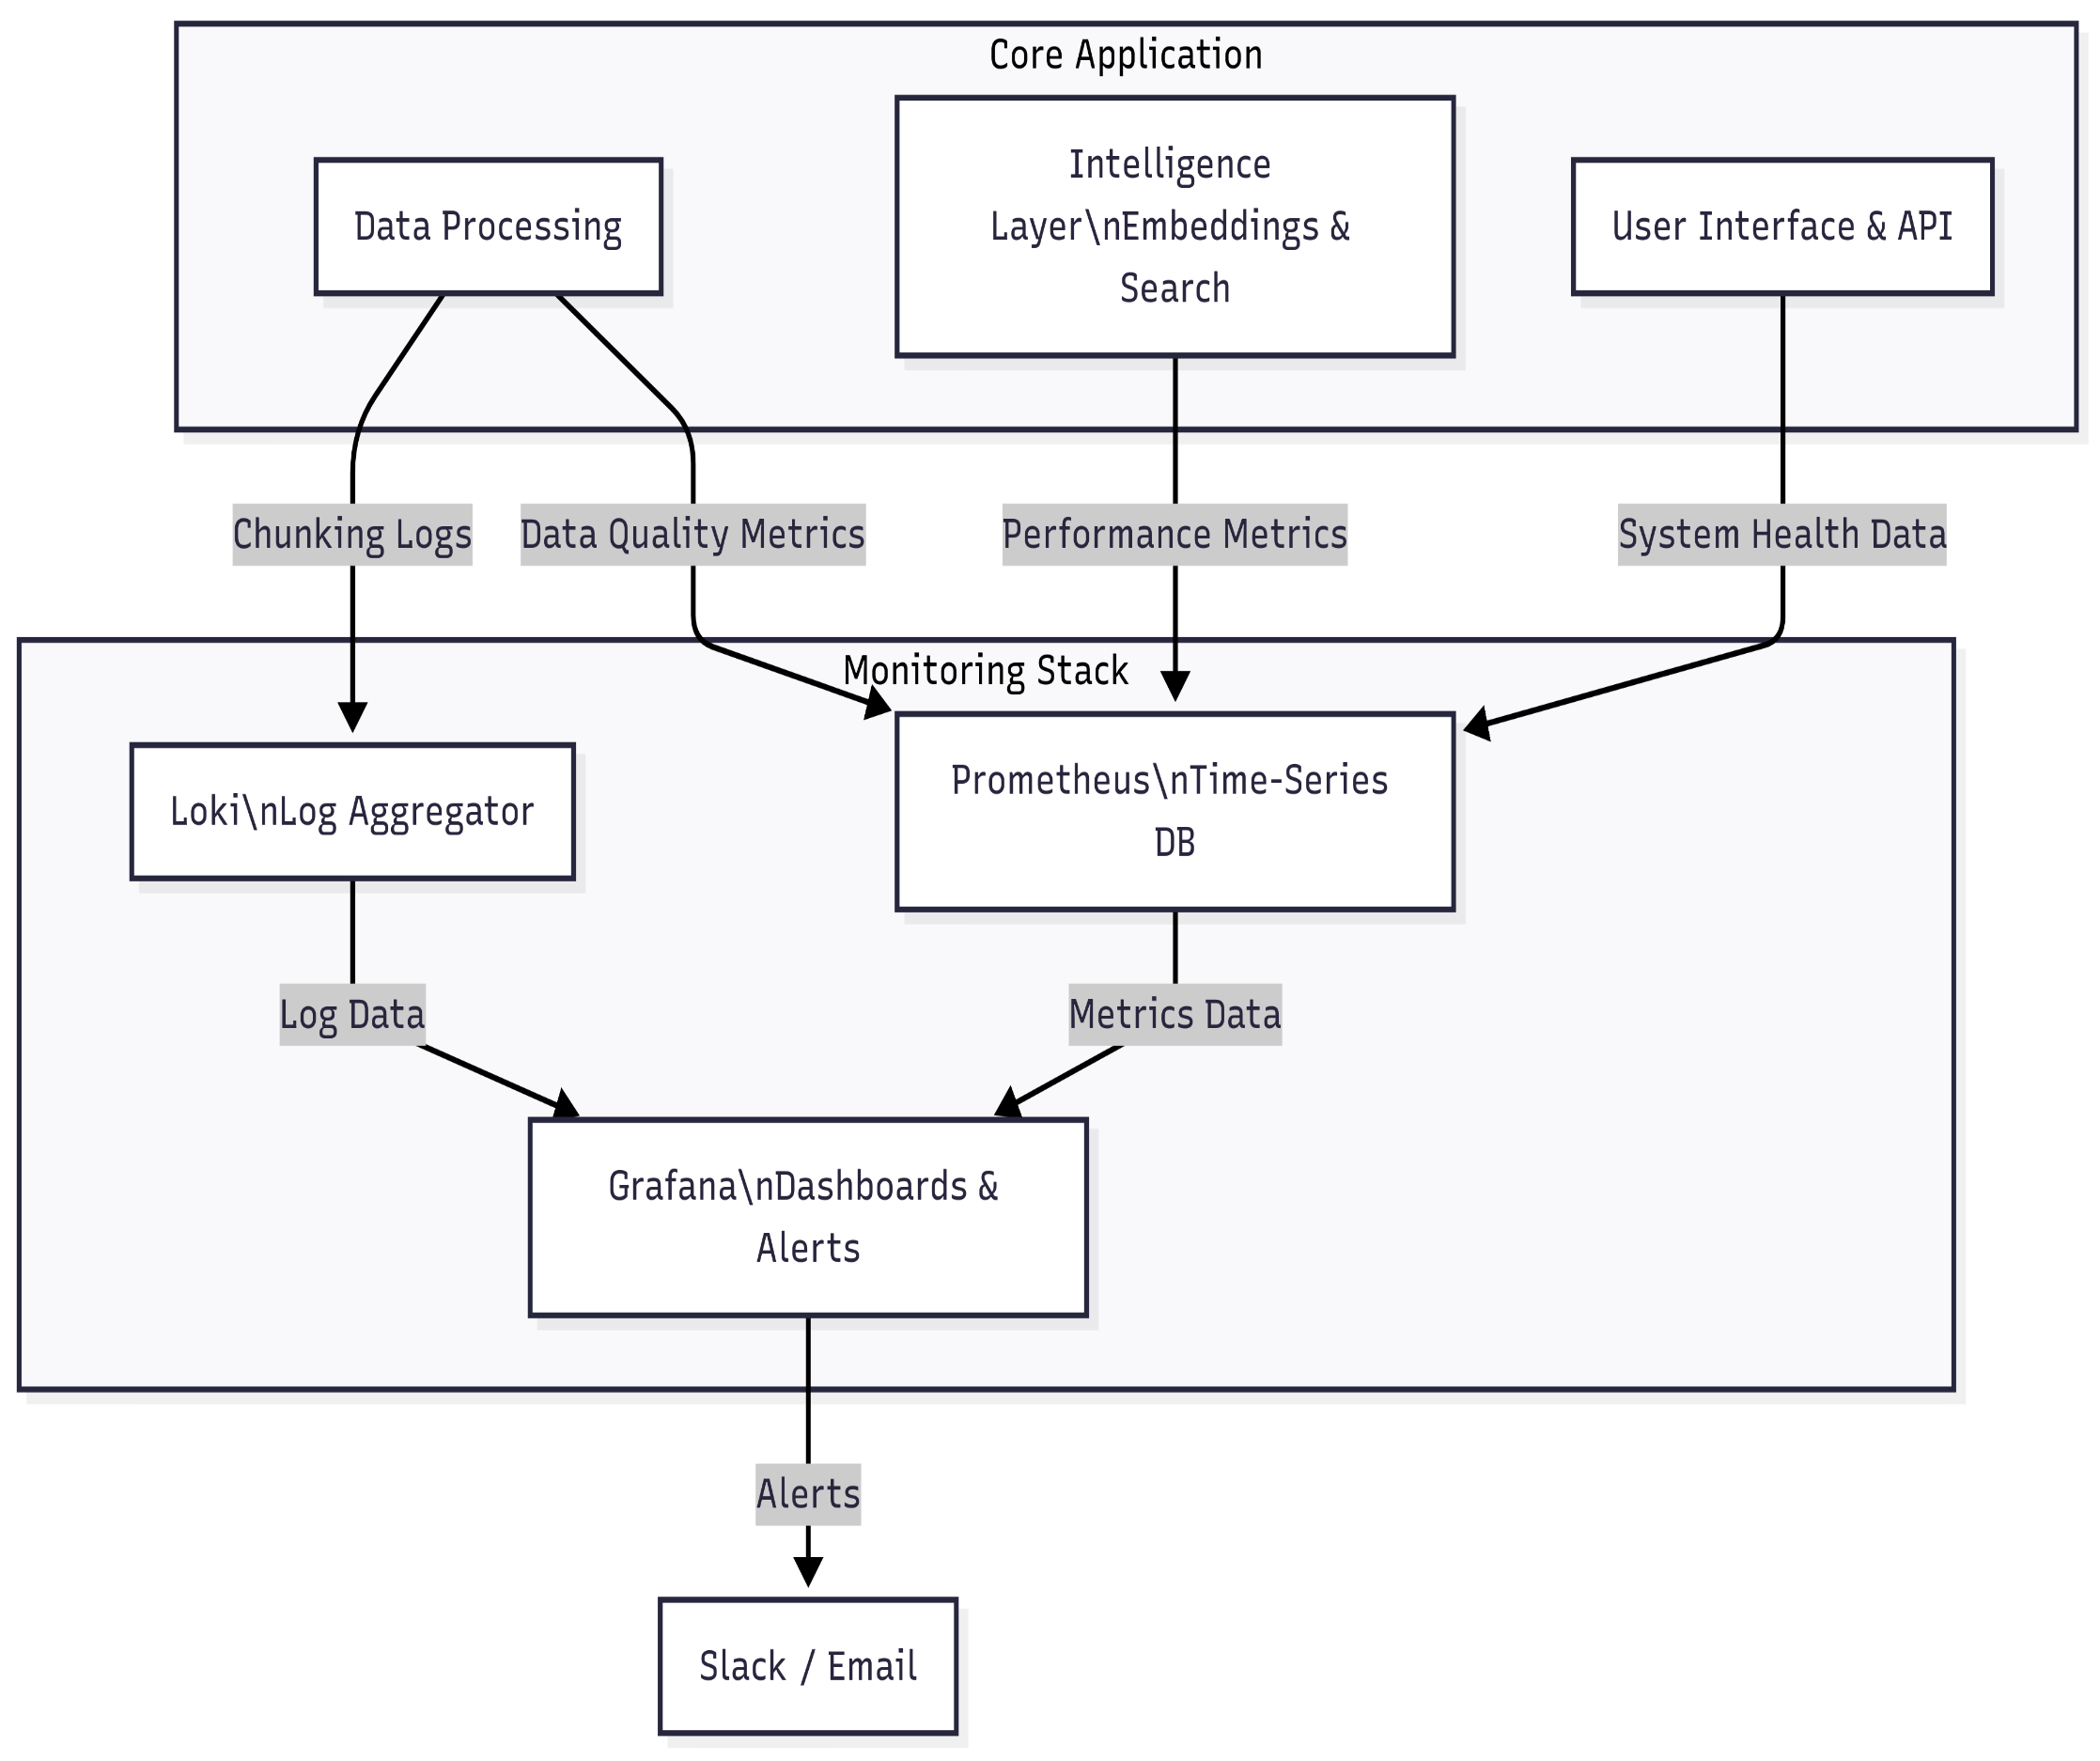 Core Application
Data Processing
Intelligence
Layer\nEmbeddings &
Search
User Interface & API
Chunking Logs
Data Quality Metrics
Performance Metrics
System Health Data
Monitoring Stack
Loki\nLog Aggregator
Prometheus\nTime-Series
DB
Log Data
Metrics Data
Grafana\nDashboards &
Alerts
Alerts
Slack / Email